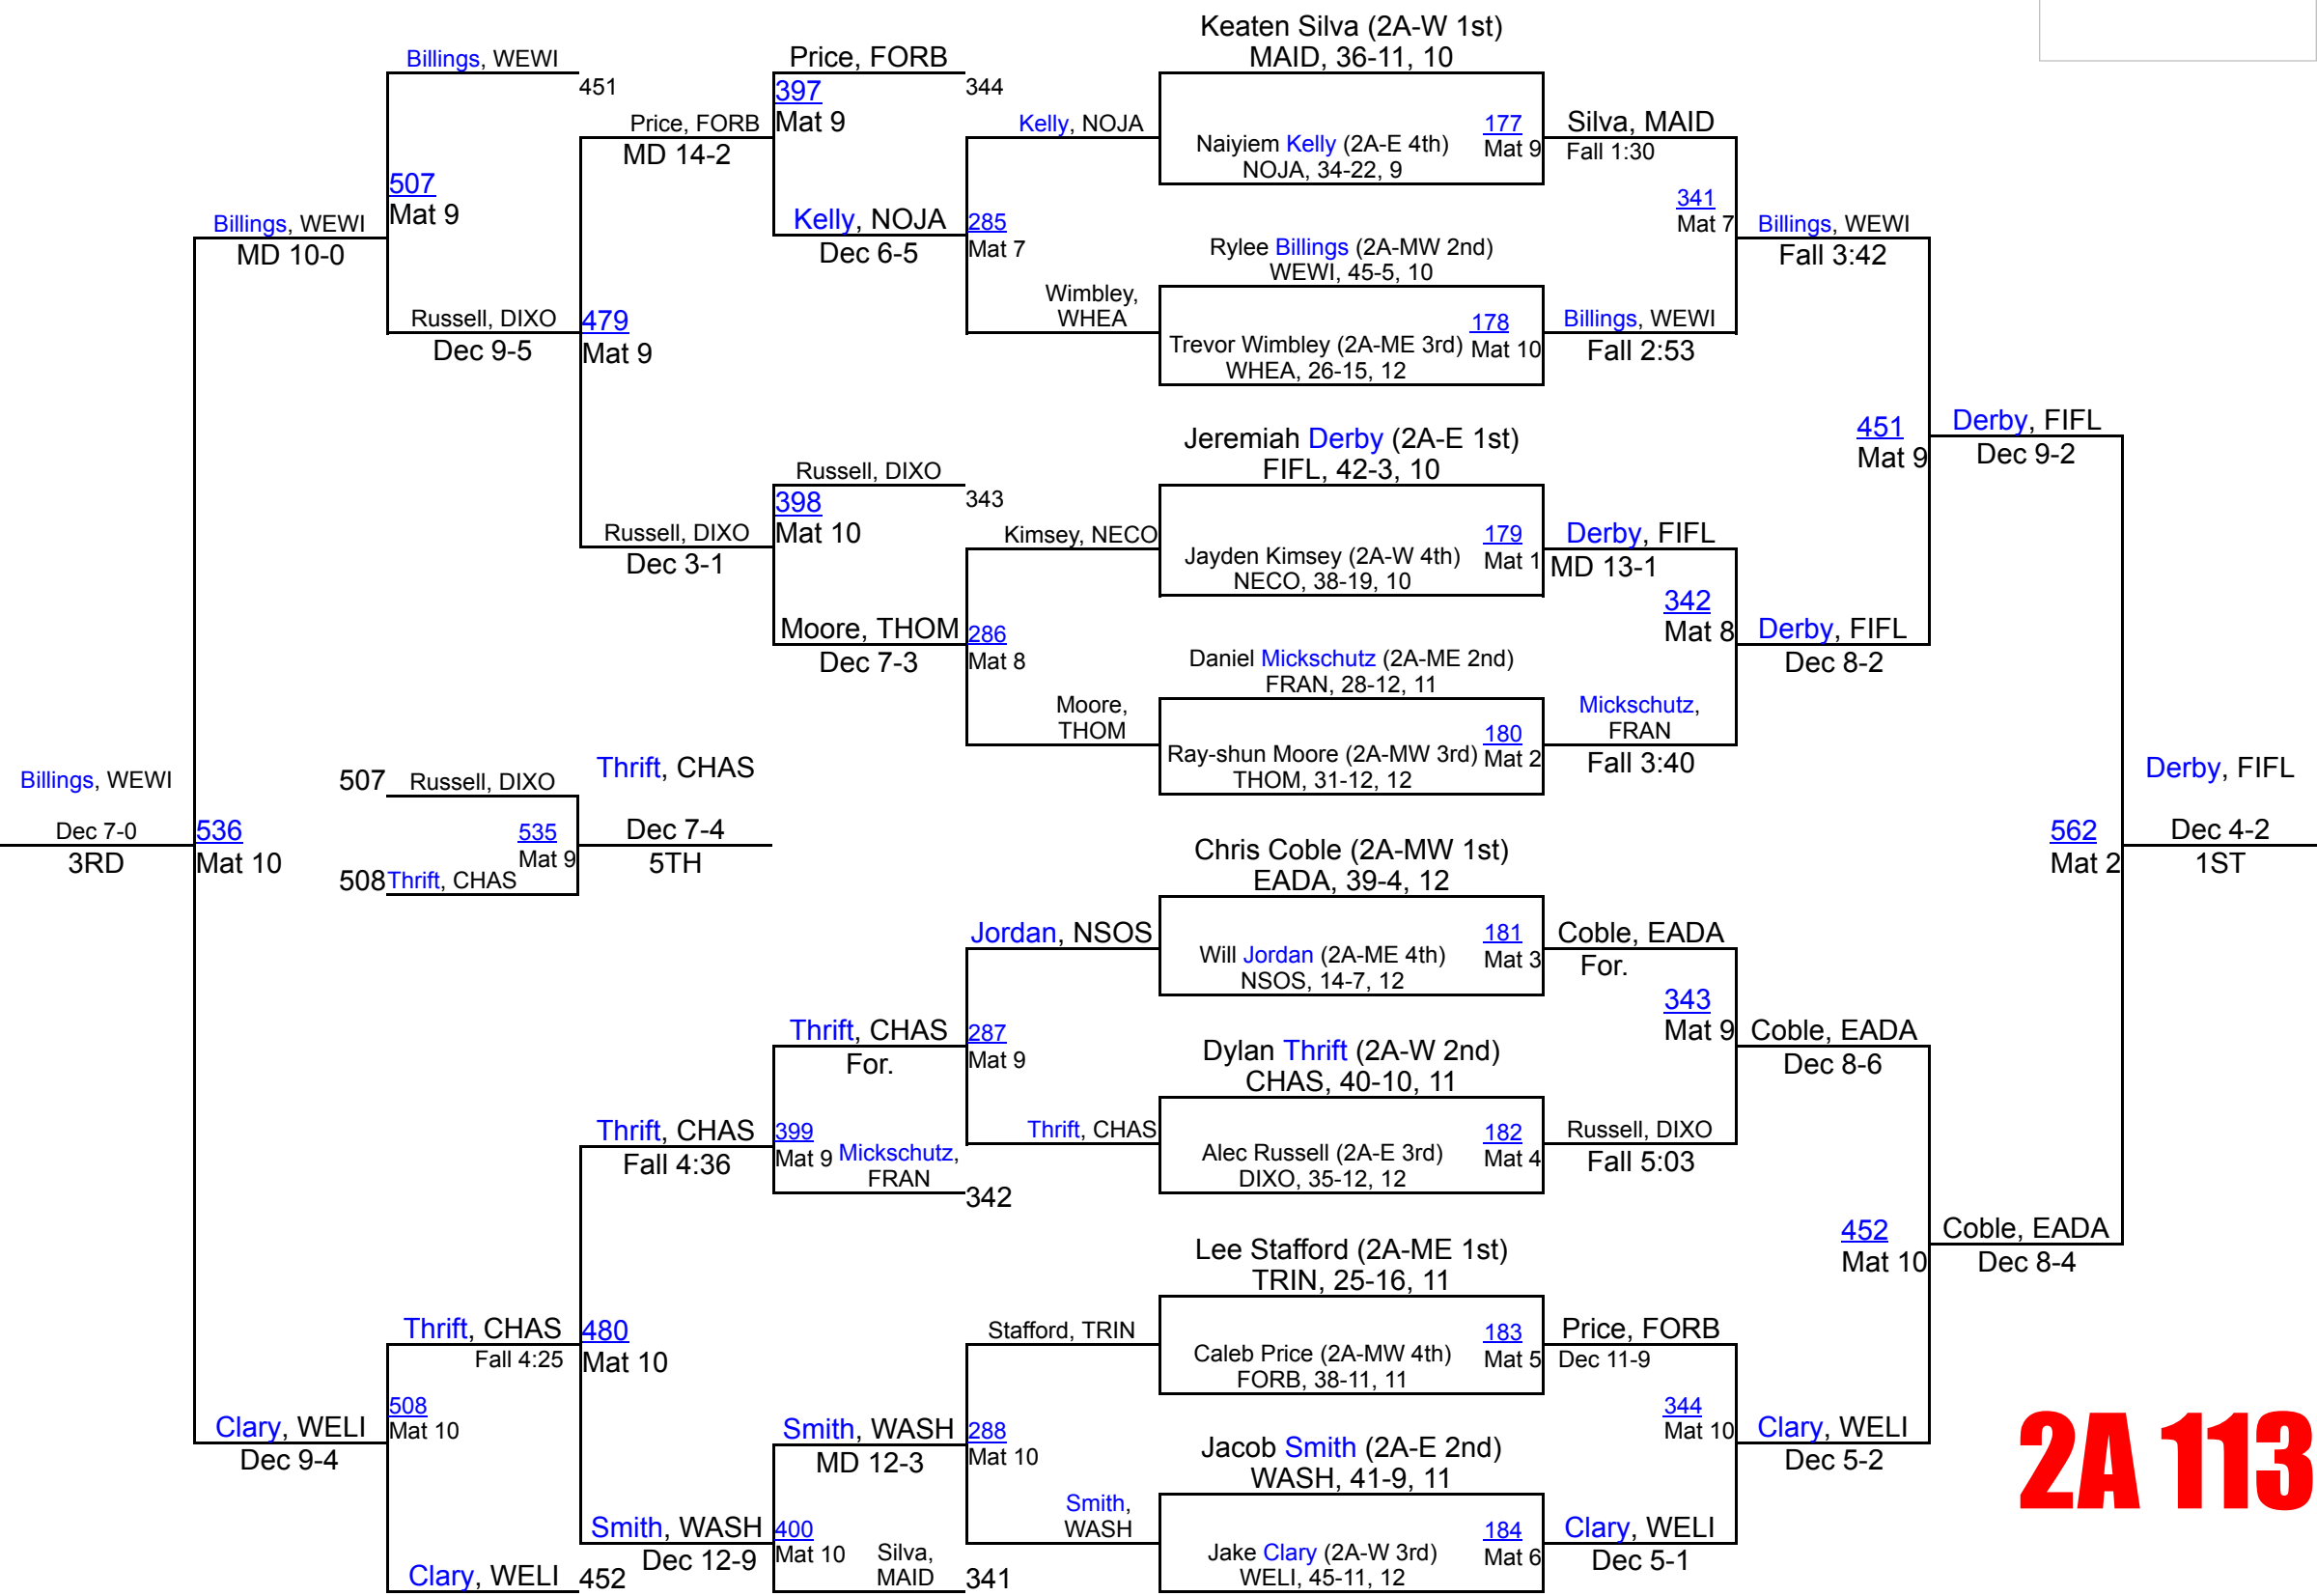 Keaten Silva (2A-W 1st)
MAID, 36-11, 10
Billings, WEWI
451
Price, FORB
344
397
Mat 9
Price, FORB
MD 14-2
Kelly, NOJA
Naiyiem Kelly (2A-E 4th)
NOJA, 34-22, 9
177
Mat 9
Silva, MAID
Fall 1:30
507
Mat 9
341
Mat 7
Billings, WEWI
MD 10-0
Kelly, NOJA
Dec 6-5
285
Mat 7
Rylee Billings (2A-MW 2nd)
WEWI, 45-5, 10
Billings, WEWI
Fall 3:42
Russell, DIXO
Dec 9-5
479
Mat 9
Wimbley,
WHEA
Trevor Wimbley (2A-ME 3rd)
WHEA, 26-15, 12
178
Mat 10
Billings, WEWI
Fall 2:53
Jeremiah Derby (2A-E 1st)
FIFL, 42-3, 10
451
Mat 9
Derby, FIFL
Dec 9-2
Russell, DIXO
343
398
Mat 10
Russell, DIXO
Dec 3-1
Kimsey, NECO
Jayden Kimsey (2A-W 4th)
NECO, 38-19, 10
179
Mat 1
Derby, FIFL
MD 13-1
342
Mat 8
Moore, THOM
Dec 7-3
286
Mat 8
Daniel Mickschutz (2A-ME 2nd)
FRAN, 28-12, 11
Derby, FIFL
Dec 8-2
Moore,
THOM
Ray-shun Moore (2A-MW 3rd)
THOM, 31-12, 12
180
Mat 2
Mickschutz,
FRAN
Fall 3:40
Billings, WEWI
Dec 7-0
3RD
536
Mat 10
507
Russell, DIXO
535
Mat 9
508
Thrift, CHAS
Thrift, CHAS
Dec 7-4
5TH
562
Mat 2
Derby, FIFL
Dec 4-2
1ST
Chris Coble (2A-MW 1st)
EADA, 39-4, 12
Jordan, NSOS
Will Jordan (2A-ME 4th)
NSOS, 14-7, 12
181
Mat 3
Coble, EADA
For.
343
Mat 9
Thrift, CHAS
For.
287
Mat 9
Dylan Thrift (2A-W 2nd)
CHAS, 40-10, 11
Coble, EADA
Dec 8-6
Thrift, CHAS
Fall 4:36
399
Mat 9
Mickschutz,
FRAN
342
Thrift, CHAS
Alec Russell (2A-E 3rd)
DIXO, 35-12, 12
182
Mat 4
Russell, DIXO
Fall 5:03
Lee Stafford (2A-ME 1st)
TRIN, 25-16, 11
452
Mat 10
Coble, EADA
Dec 8-4
Thrift, CHAS
Fall 4:25
480
Mat 10
Stafford, TRIN
Caleb Price (2A-MW 4th)
FORB, 38-11, 11
183
Mat 5
Price, FORB
Dec 11-9
508
Mat 10
344
Mat 10
Clary, WELI
Dec 9-4
Smith, WASH
MD 12-3
288
Mat 10
Jacob Smith (2A-E 2nd)
WASH, 41-9, 11
Clary, WELI
Dec 5-2
2A 113
Smith, WASH
Dec 12-9
400
Mat 10
Silva,
MAID
341
Smith,
WASH
Jake Clary (2A-W 3rd)
WELI, 45-11, 12
184
Mat 6
Clary, WELI
Dec 5-1
Clary, WELI
452